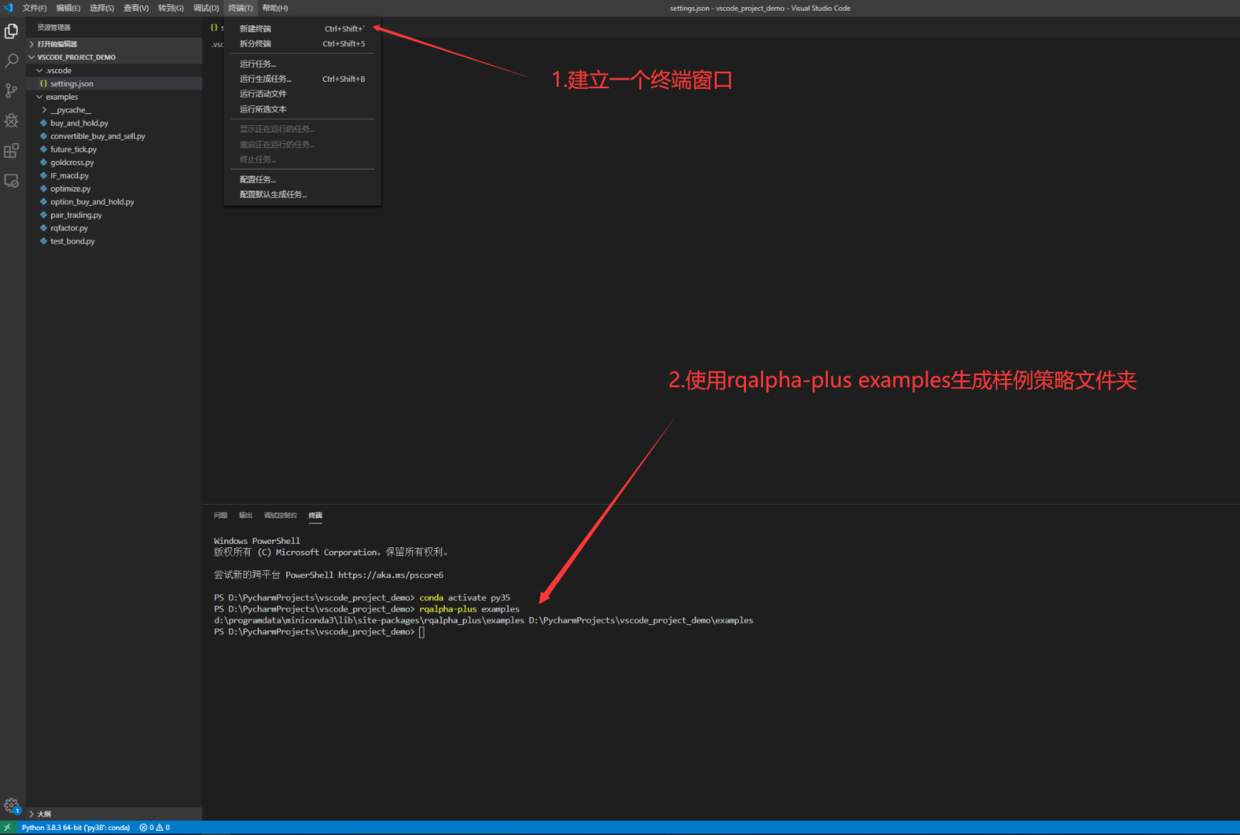 文件(F) 编辑(E) 选择(S) 查看(V) 转到(G) 调试(D) 终端(T) 帮助(H) settings.json - vscode_project_demo - Visual Studio Code
资源管理器
打开的编辑器
VSCODE_PROJECT_DEMO
.vscode
{} settings.json
examples
__pycache__
buy_and_hold.py
convertible_buy_and_sell.py
future_tick.py
goldcross.py
IF_macd.py
optimize.py
option_buy_and_hold.py
pair_trading.py
rqfactor.py
test_bond.py
大纲
{} s
.vsc
新建终端 Ctrl+Shift+`
拆分终端 Ctrl+Shift+5
运行任务...
运行生成任务... Ctrl+Shift+B
运行活动文件
运行所选文本
显示正在运行的任务...
重启正在运行的任务...
终止任务...
配置任务...
配置默认生成任务...
1.建立一个终端窗口
2.使用rqalpha-plus examples生成样例策略文件夹
问题 输出 调试控制台 终端
Windows PowerShell
版权所有 (C) Microsoft Corporation。保留所有权利。
尝试新的跨平台 PowerShell https://aka.ms/pscore6
PS D:\PycharmProjects\vscode_project_demo> conda activate py35
PS D:\PycharmProjects\vscode_project_demo> rqalpha-plus examples
d:\programdata\miniconda3\lib\site-packages\rqalpha_plus\examples D:\PycharmProjects\vscode_project_demo\examples
PS D:\PycharmProjects\vscode_project_demo>
1
Python 3.8.3 64-bit ('py38': conda) 0 0